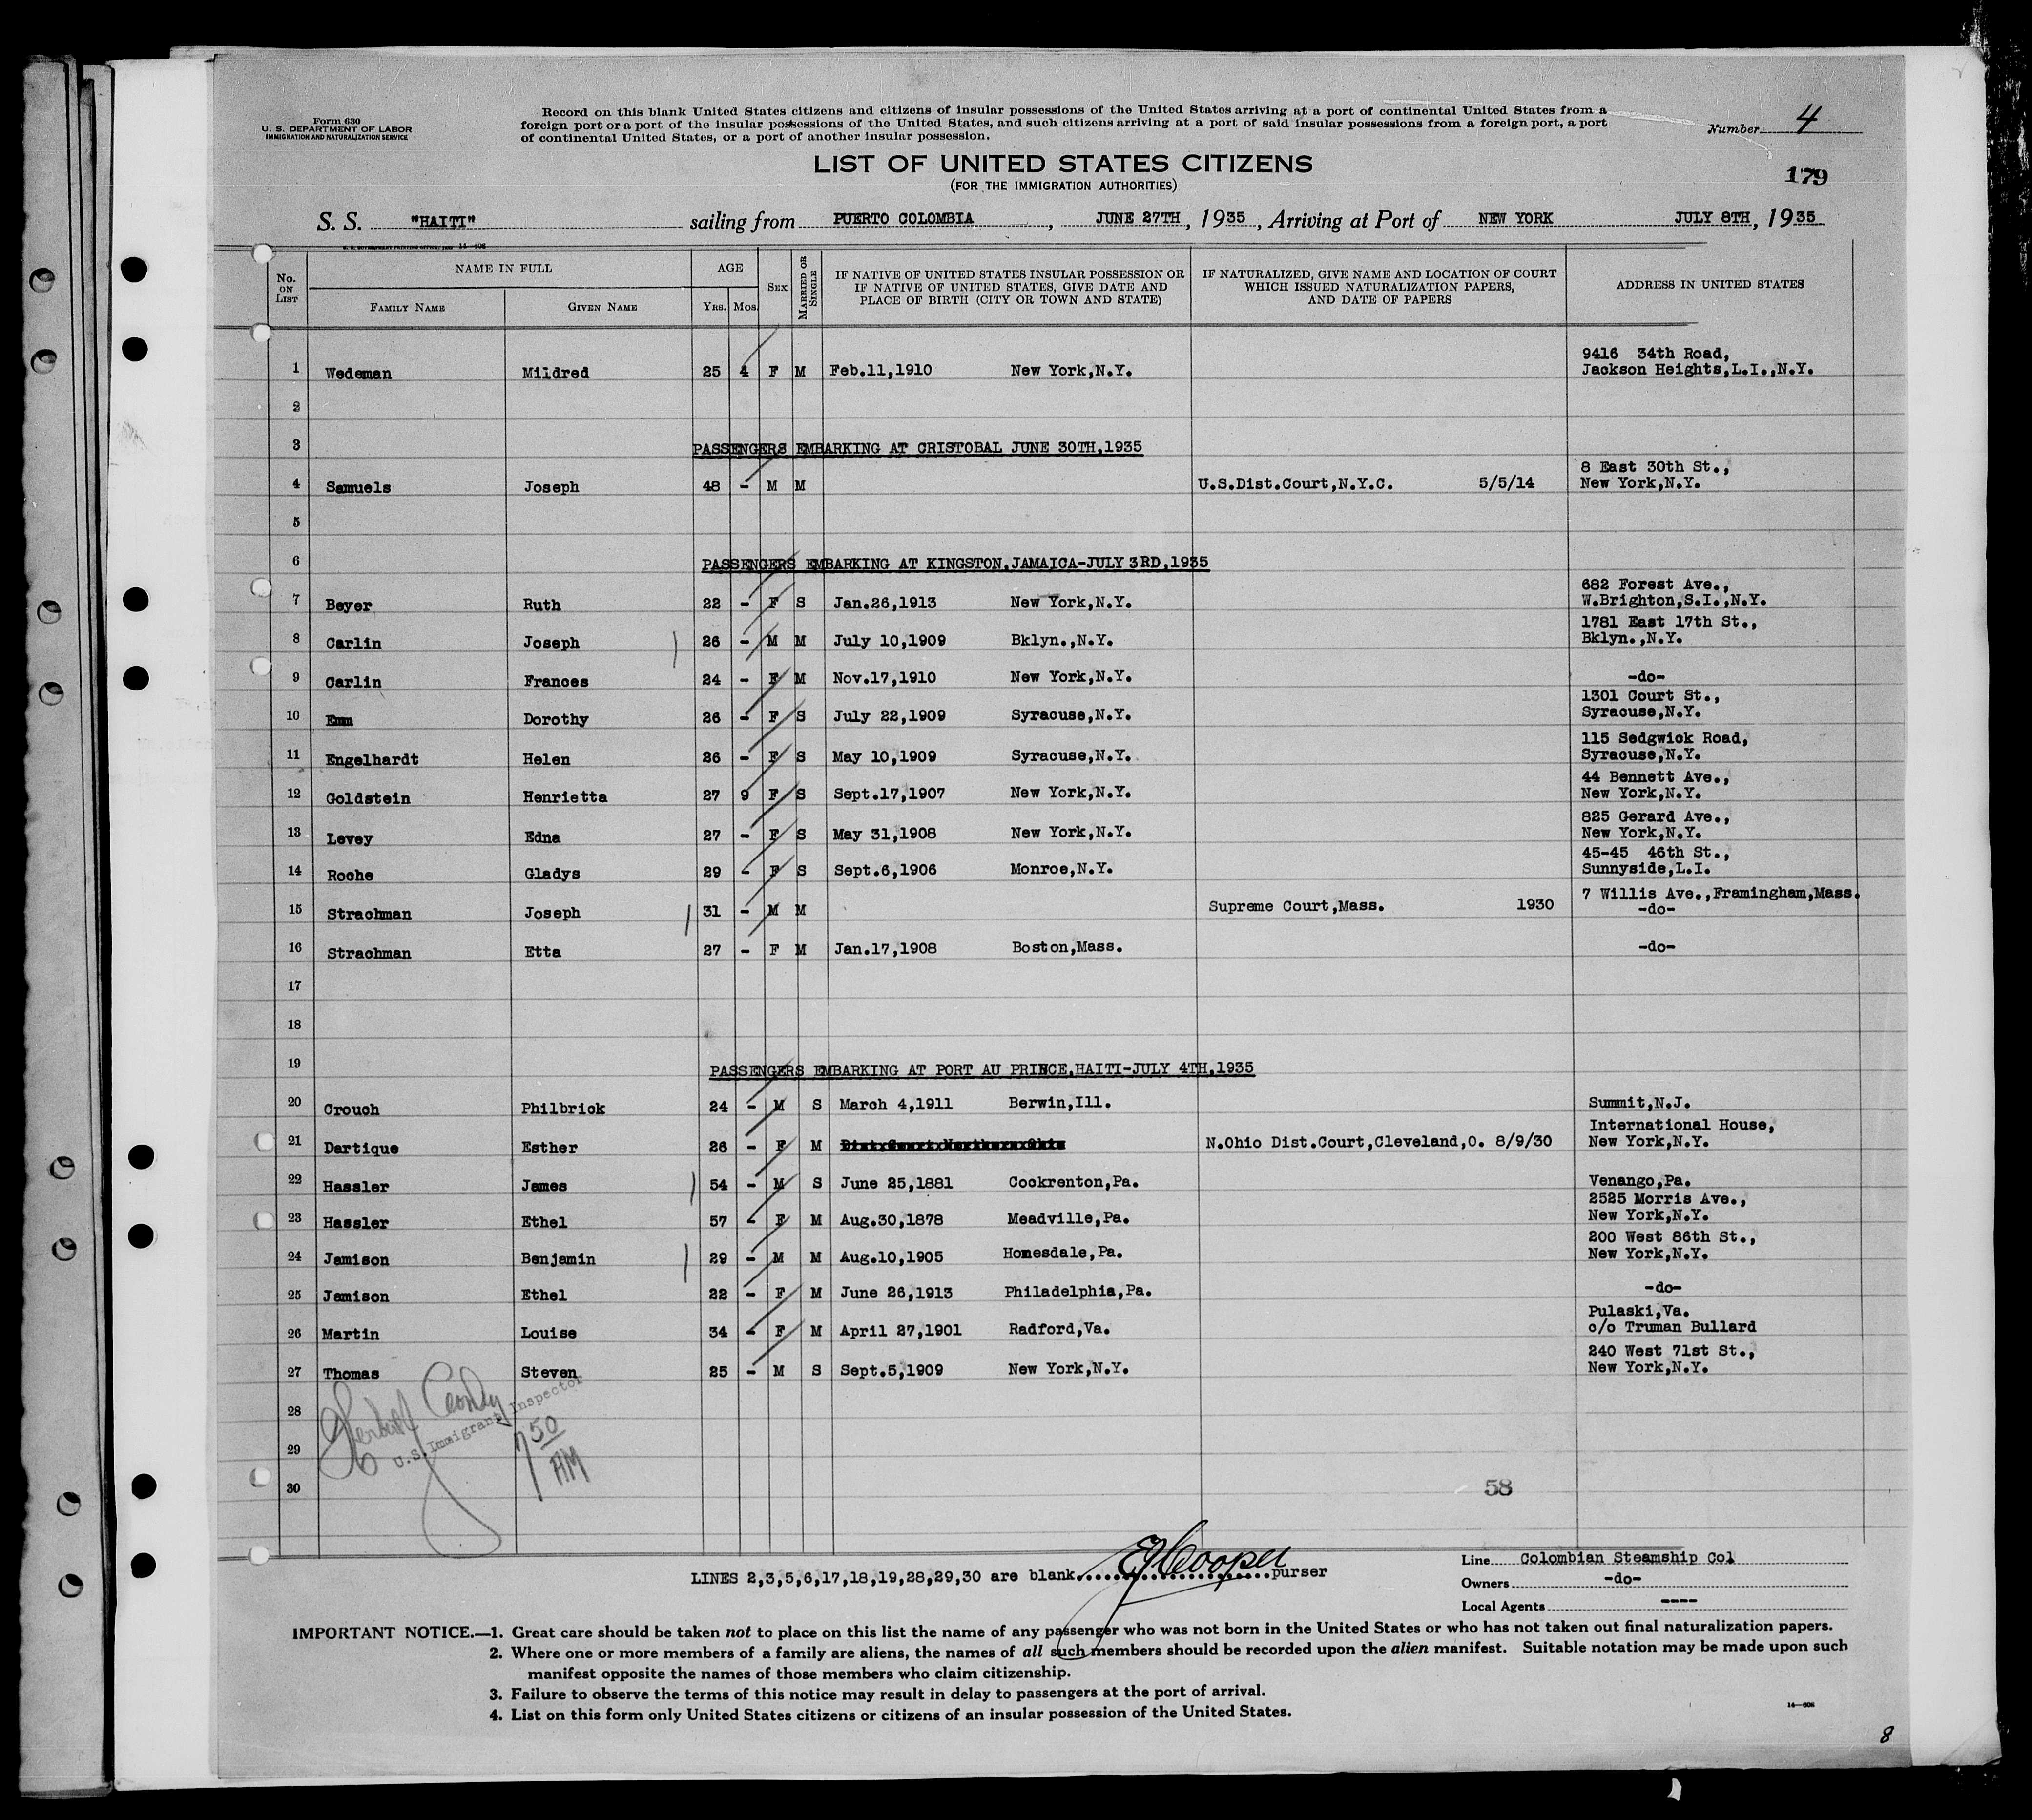 Form 630
U. S. DEPARTMENT OF LABOR
IMMIGRATION AND NATURALIZATION SERVICE
Record on this blank United States citizens and citizens of insular possessions of the United States arriving at a port of continental United States from a
foreign port or a port of the insular possessions of the United States, and such citizens arriving at a port of said insular possessions from a foreign port, a port
of continental United States, or a port of another insular possession.
Number 4
LIST OF UNITED STATES CITIZENS
(FOR THE IMMIGRATION AUTHORITIES)
179
S. S. "HAITI" sailing from PUERTO COLOMBIA, JUNE 27TH, 1935, Arriving at Port of NEW YORK JULY 8TH, 1935
No. ON LIST
NAME IN FULL
FAMILY NAME
GIVEN NAME
AGE
YRS. MOS.
SEX
MARRIED OR SINGLE
IF NATIVE OF UNITED STATES INSULAR POSSESSION OR
IF NATIVE OF UNITED STATES, GIVE DATE AND
PLACE OF BIRTH (CITY OR TOWN AND STATE)
IF NATURALIZED, GIVE NAME AND LOCATION OF COURT
WHICH ISSUED NATURALIZATION PAPERS,
AND DATE OF PAPERS
ADDRESS IN UNITED STATES
9416 34th Road,
1 Wedeman Mildred 25 4 F M Feb.11,1910 New York,N.Y. Jackson Heights,L.I.,N.Y.
2
3 PASSENGERS EMBARKING AT CRISTOBAL JUNE 30TH,1935
8 East 30th St.,
4 Samuels Joseph 48 - M M U.S.Dist.Court,N.Y.C. 5/5/14 New York,N.Y.
5
6 PASSENGERS EMBARKING AT KINGSTON,JAMAICA-JULY 3RD,1935
682 Forest Ave.,
7 Beyer Ruth 22 - F S Jan.26,1913 New York,N.Y. W.Brighton,S.I.,N.Y.
1781 East 17th St.,
8 Carlin Joseph 26 - M M July 10,1909 Bklyn.,N.Y. Bklyn.,N.Y.
9 Carlin Frances 24 - F M Nov.17,1910 New York,N.Y. -do-
1301 Court St.,
10 Emm Dorothy 26 - F S July 22,1909 Syracuse,N.Y. Syracuse,N.Y.
115 Sedgwick Road,
11 Engelhardt Helen 26 - F S May 10,1909 Syracuse,N.Y. Syracuse,N.Y.
44 Bennett Ave.,
12 Goldstein Henrietta 27 9 F S Sept.17,1907 New York,N.Y. New York,N.Y.
825 Gerard Ave.,
13 Levey Edna 27 - F S May 31,1908 New York,N.Y. New York,N.Y.
45-45 46th St.,
14 Roche Gladys 29 - F S Sept.6,1906 Monroe,N.Y. Sunnyside,L.I.
7 Willis Ave.,Framingham,Mass.
15 Strachman Joseph 31 - M M Supreme Court,Mass. 1930 -do-
16 Strachman Etta 27 - F M Jan.17,1908 Boston,Mass. -do-
17
18
19 PASSENGERS EMBARKING AT PORT AU PRINCE,HAITI-JULY 4TH,1935
20 Crouch Philbrick 24 - M S March 4,1911 Berwin,Ill. Summit,N.J.
International House,
21 Dartique Esther 26 - F M N.Ohio Dist.Court,Cleveland,O. 8/9/30 New York,N.Y.
22 Hassler James 54 - M S June 25,1881 Cockrenton,Pa. Venango,Pa.
2525 Morris Ave.,
23 Hassler Ethel 57 - F M Aug.30,1878 Meadville,Pa. New York,N.Y.
200 West 86th St.,
24 Jamison Benjamin 29 - M M Aug.10,1905 Homesdale,Pa. New York,N.Y.
25 Jamison Ethel 22 - F M June 26,1913 Philadelphia,Pa. -do-
Pulaski,Va.
26 Martin Louise 34 - F M April 27,1901 Radford,Va. c/o Truman Bullard
240 West 71st St.,
27 Thomas Steven 25 - M S Sept.5,1909 New York,N.Y. New York,N.Y.
28
U.S. Immigrant Inspector
29
7 50 AM
30
58
LINES 2,3,5,6,17,18,19,28,29,30 are blank. EJ Cooper purser
Line Colombian Steamship Col
Owners -do-
Local Agents ----
IMPORTANT NOTICE.—1. Great care should be taken not to place on this list the name of any passenger who was not born in the United States or who has not taken out final naturalization papers.
2. Where one or more members of a family are aliens, the names of all such members should be recorded upon the alien manifest. Suitable notation may be made upon such
manifest opposite the names of those members who claim citizenship.
3. Failure to observe the terms of this notice may result in delay to passengers at the port of arrival.
4. List on this form only United States citizens or citizens of an insular possession of the United States.
14—606
8